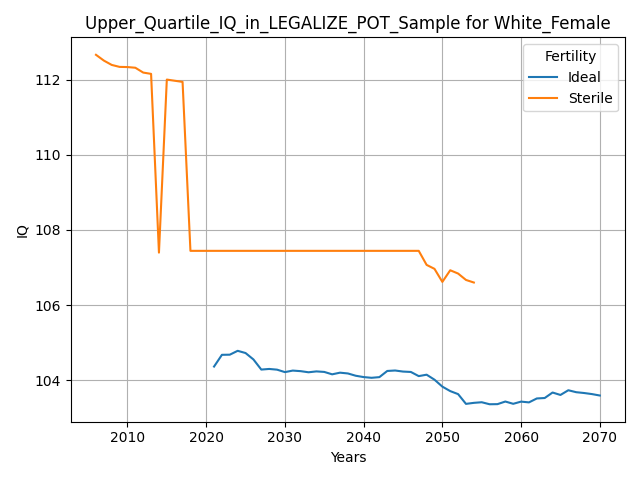 Upper_Quartile_IQ_in_LEGALIZE_POT_Sample for White_Female
Fertility
Ideal
Sterile
IQ
112
110
108
106
104
2010
2020
2030
2040
2050
2060
2070
Years